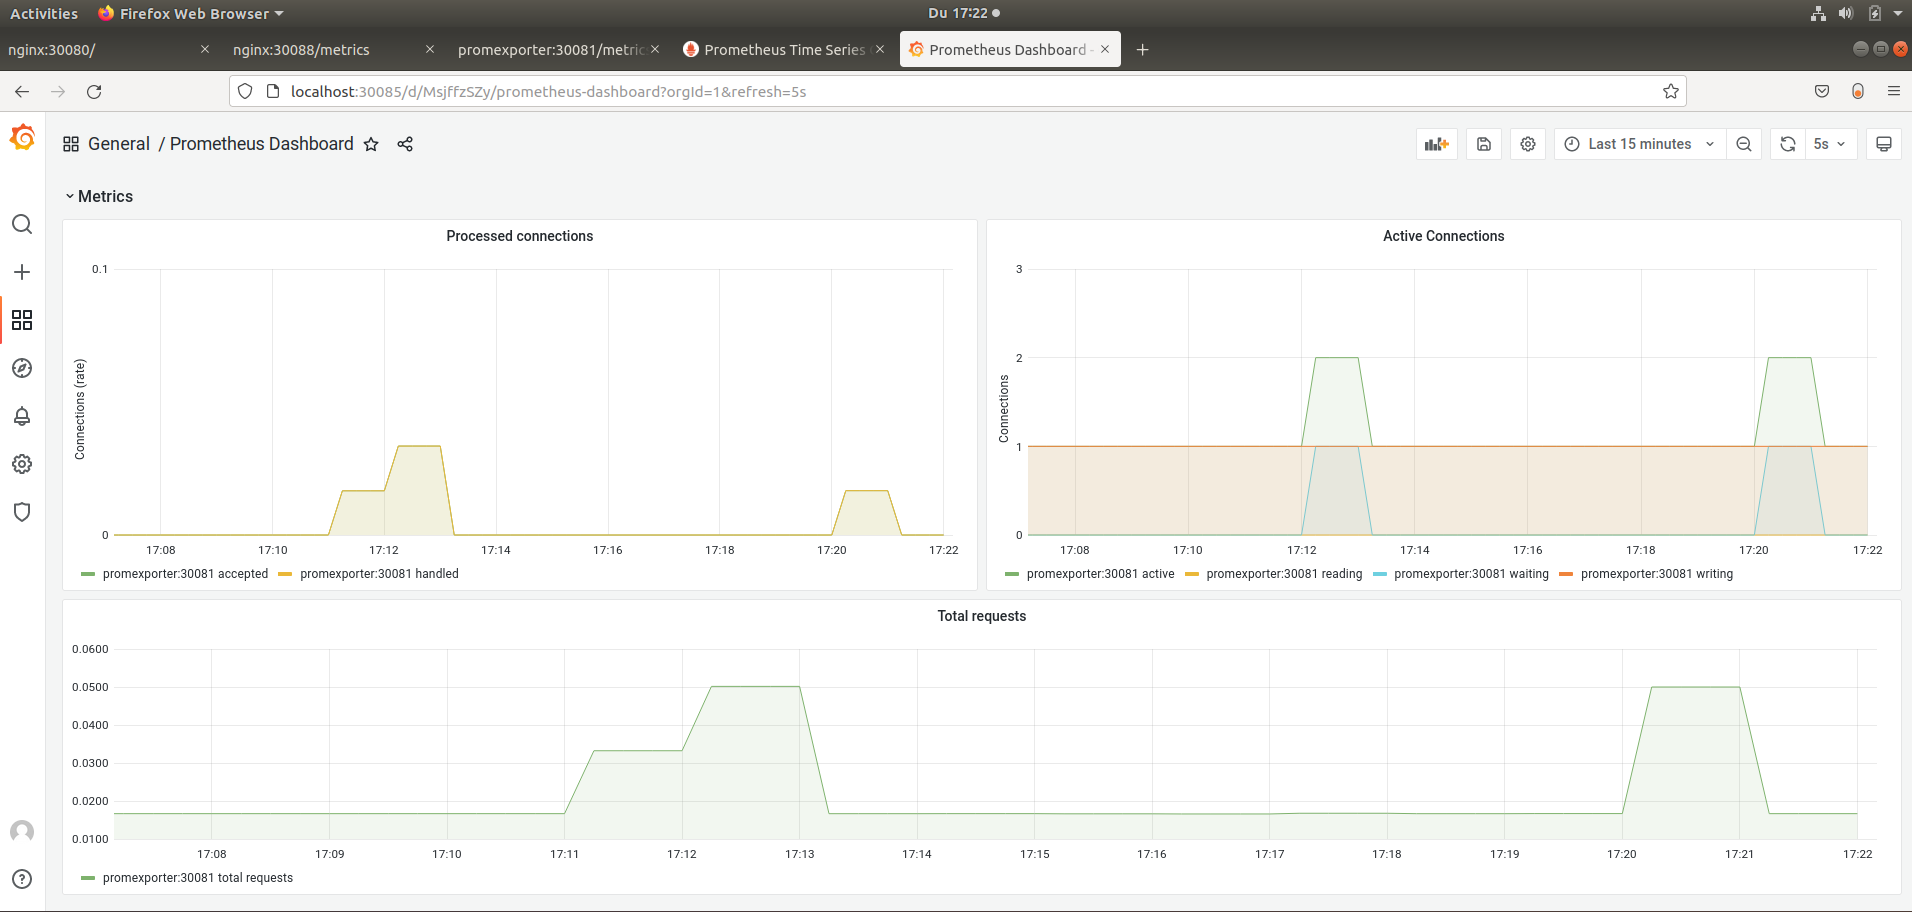 Activities Firefox Web Browser Du 17:22
nginx:30080/ nginx:30088/metrics promexporter:30081/metric Prometheus Time Series Prometheus Dashboard -
localhost:30085/d/MsjffzSZy/prometheus-dashboard?orgId=1&refresh=5s
General / Prometheus Dashboard Last 15 minutes 5s
Metrics
Processed connections
0.1
Connections (rate)
0
17:08 17:10 17:12 17:14 17:16 17:18 17:20 17:22
promexporter:30081 accepted promexporter:30081 handled
Active Connections
3
2
Connections
1
0
17:08 17:10 17:12 17:14 17:16 17:18 17:20 17:22
promexporter:30081 active promexporter:30081 reading promexporter:30081 waiting promexporter:30081 writing
Total requests
0.0600
0.0500
0.0400
0.0300
0.0200
0.0100
17:08 17:09 17:10 17:11 17:12 17:13 17:14 17:15 17:16 17:17 17:18 17:19 17:20 17:21 17:22
promexporter:30081 total requests